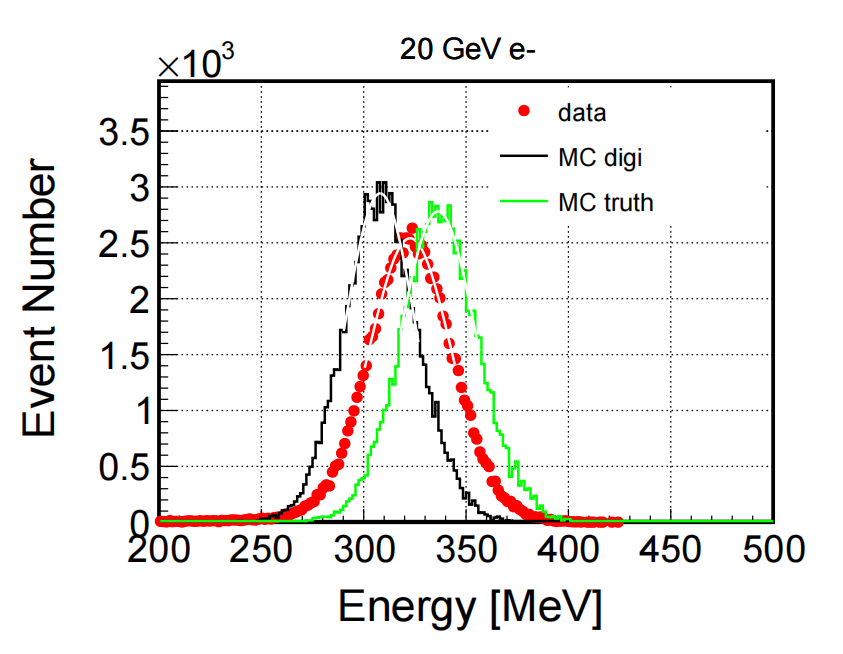 20 GeV e-
×10³
data
MC digi
MC truth
3.5
3
2.5
2
1.5
1
0.5
0
Event Number
200 250 300 350 400 450 500
Energy [MeV]